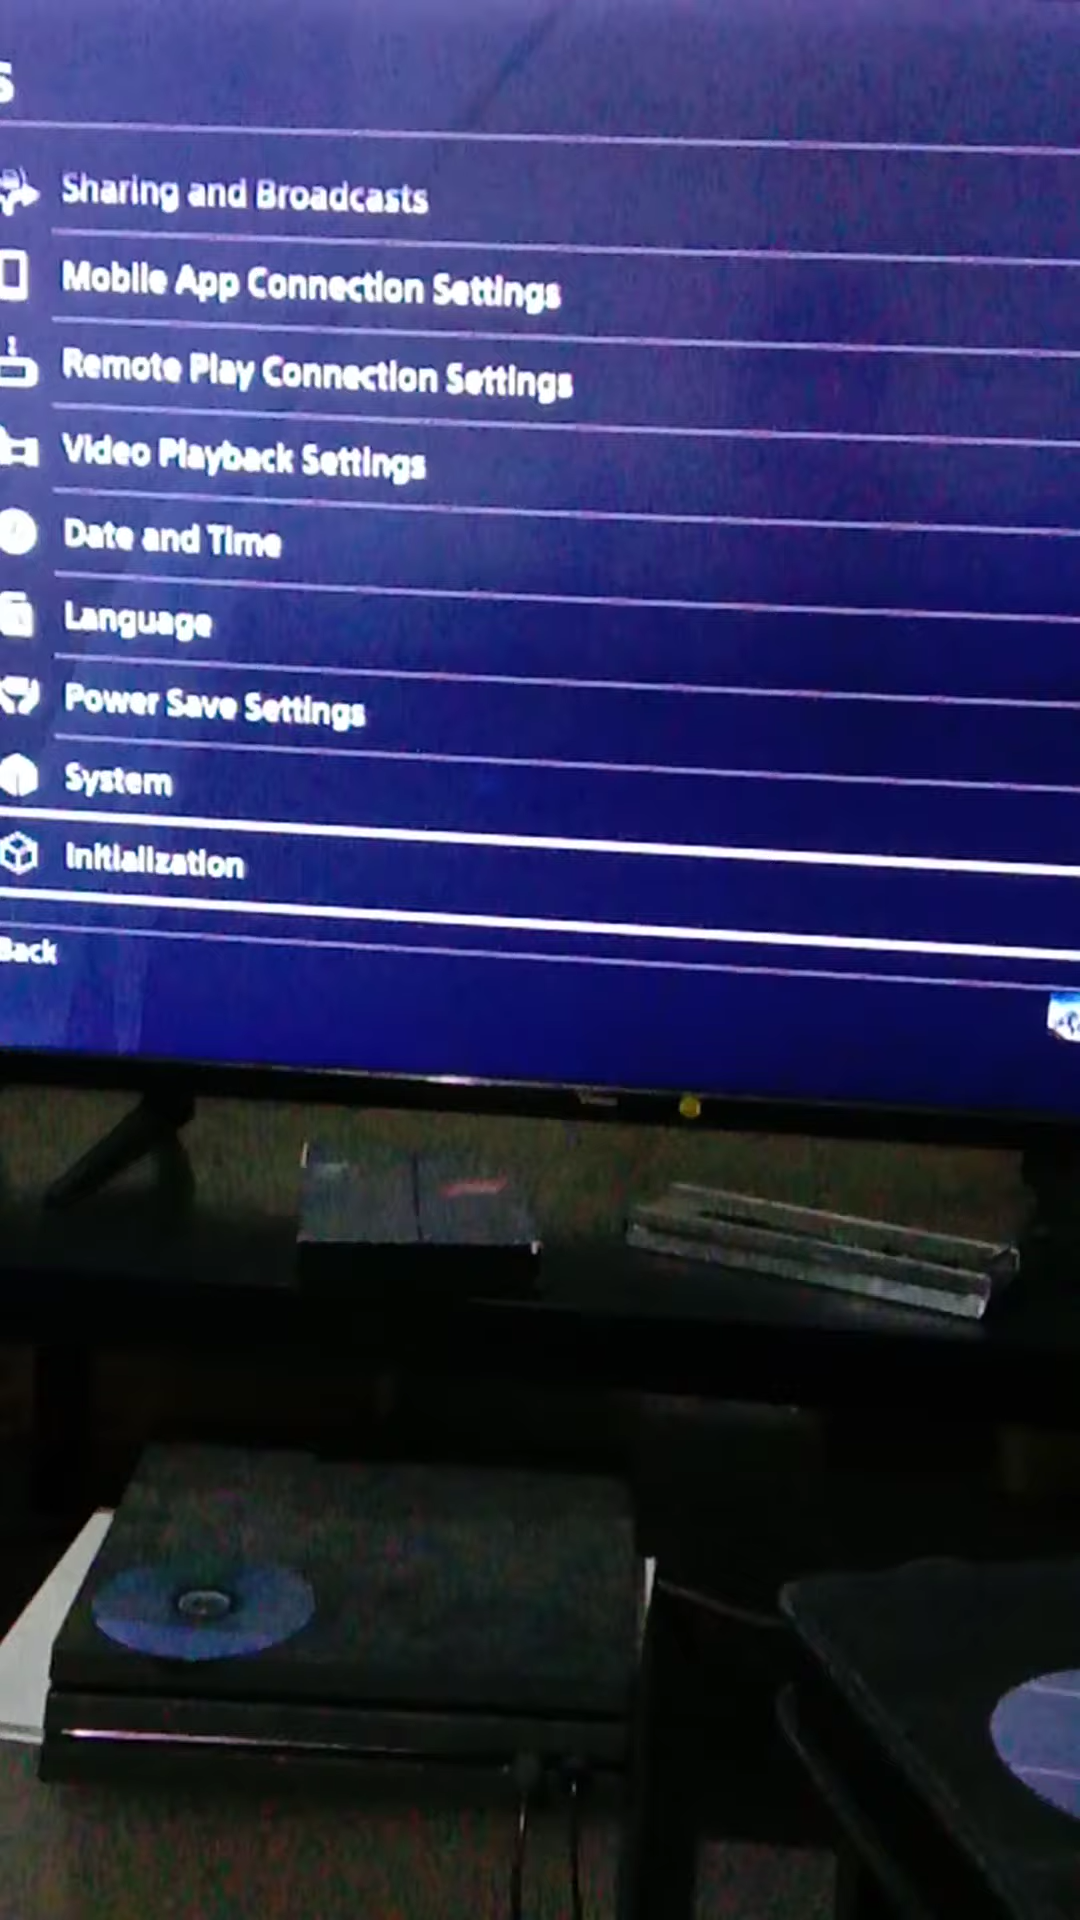 s
Sharing and Broadcasts
Mobile App Connection Settings
Remote Play Connection Settings
Video Playback Settings
Date and Time
Language
Power Save Settings
System
Initialization
Back